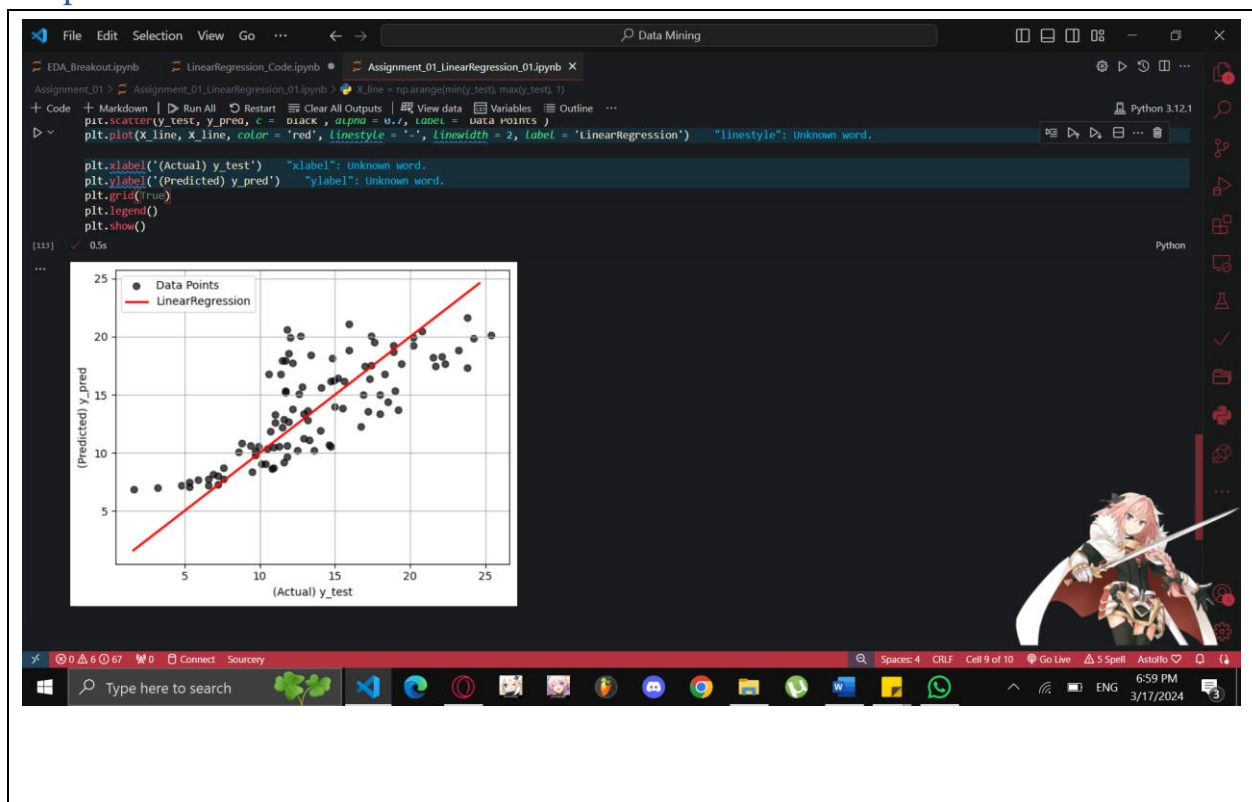 File Edit Selection View Go ··· Data Mining
EDA_Breakout.ipynb LinearRegression_Code.ipynb Assignment_01_LinearRegression_01.ipynb
Assignment_01 > Assignment_01_LinearRegression_01.ipynb > X_line = np.arange(min(y_test), max(y_test), 1)
+ Code + Markdown | Run All Restart Clear All Outputs | View data Variables Outline ··· Python 3.12.1
plt.scatter(y_test, y_pred, c = 'black', alpha = 0.7, label = 'Data Points')
plt.plot(X_line, X_line, color = 'red', linestyle = '-', linewidth = 2, label = 'LinearRegression') "linestyle": Unknown word.
plt.xlabel('(Actual) y_test') "xlabel": Unknown word.
plt.ylabel('(Predicted) y_pred') "ylabel": Unknown word.
plt.grid(True)
plt.legend()
plt.show()
[113] 0.5s Python
25
Data Points
LinearRegression
20
15
10
5
(Predicted) y_pred
5 10 15 20 25
(Actual) y_test
0 6 67 0 Connect Sourcery Spaces: 4 CRLF Cell 9 of 10 Go Live 5 Spell Astolfo
Type here to search ENG 6:59 PM
3/17/2024
3